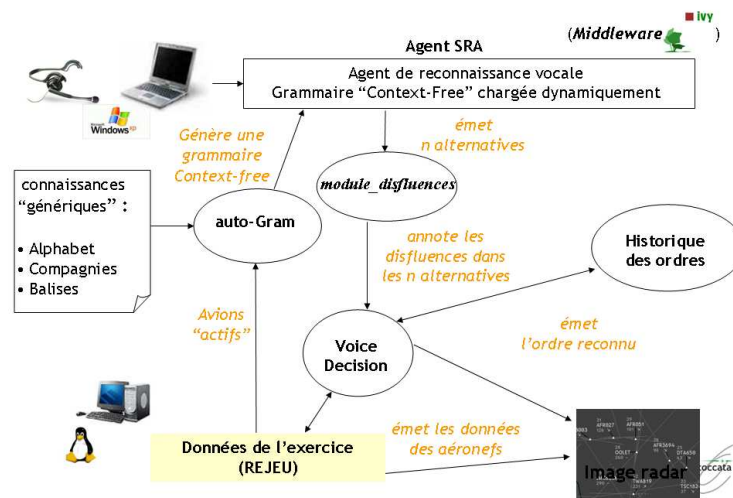 ivy
(Middleware )
Agent SRA
Agent de reconnaissance vocale
Grammaire "Context-Free" chargée dynamiquement
Microsoft
Windows xp
Génère une
grammaire
Context-free
émet
n alternatives
connaissances
"génériques" :
• Alphabet
• Compagnies
• Balises
auto-Gram
module_disfluences
annote les
disfluences dans
les n alternatives
Historique
des ordres
Avions
"actifs"
Voice
Decision
émet
l'ordre reconnu
Données de l'exercice
(REJEU)
émet les données
des aéronefs
Image radar
occata